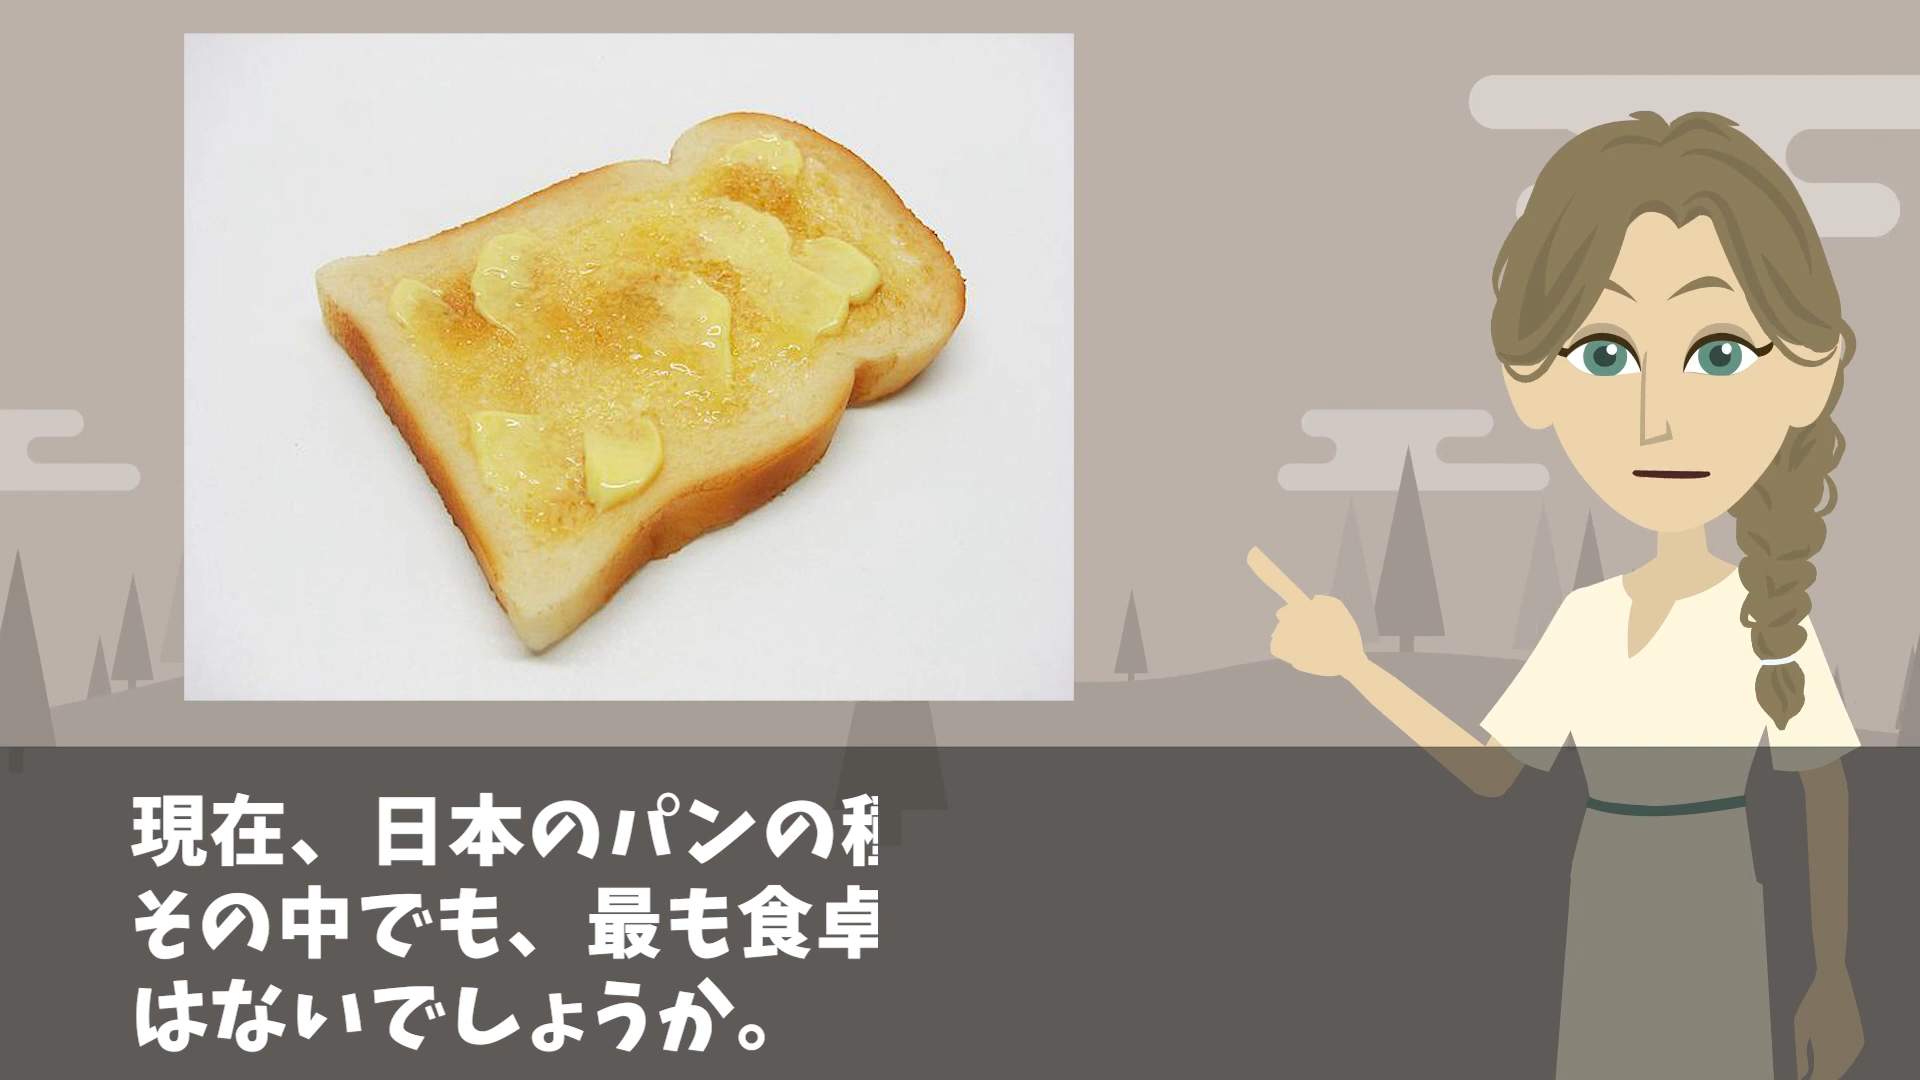 現在、日本のパンの
その中でも、最も食卓
はないでしょうか。